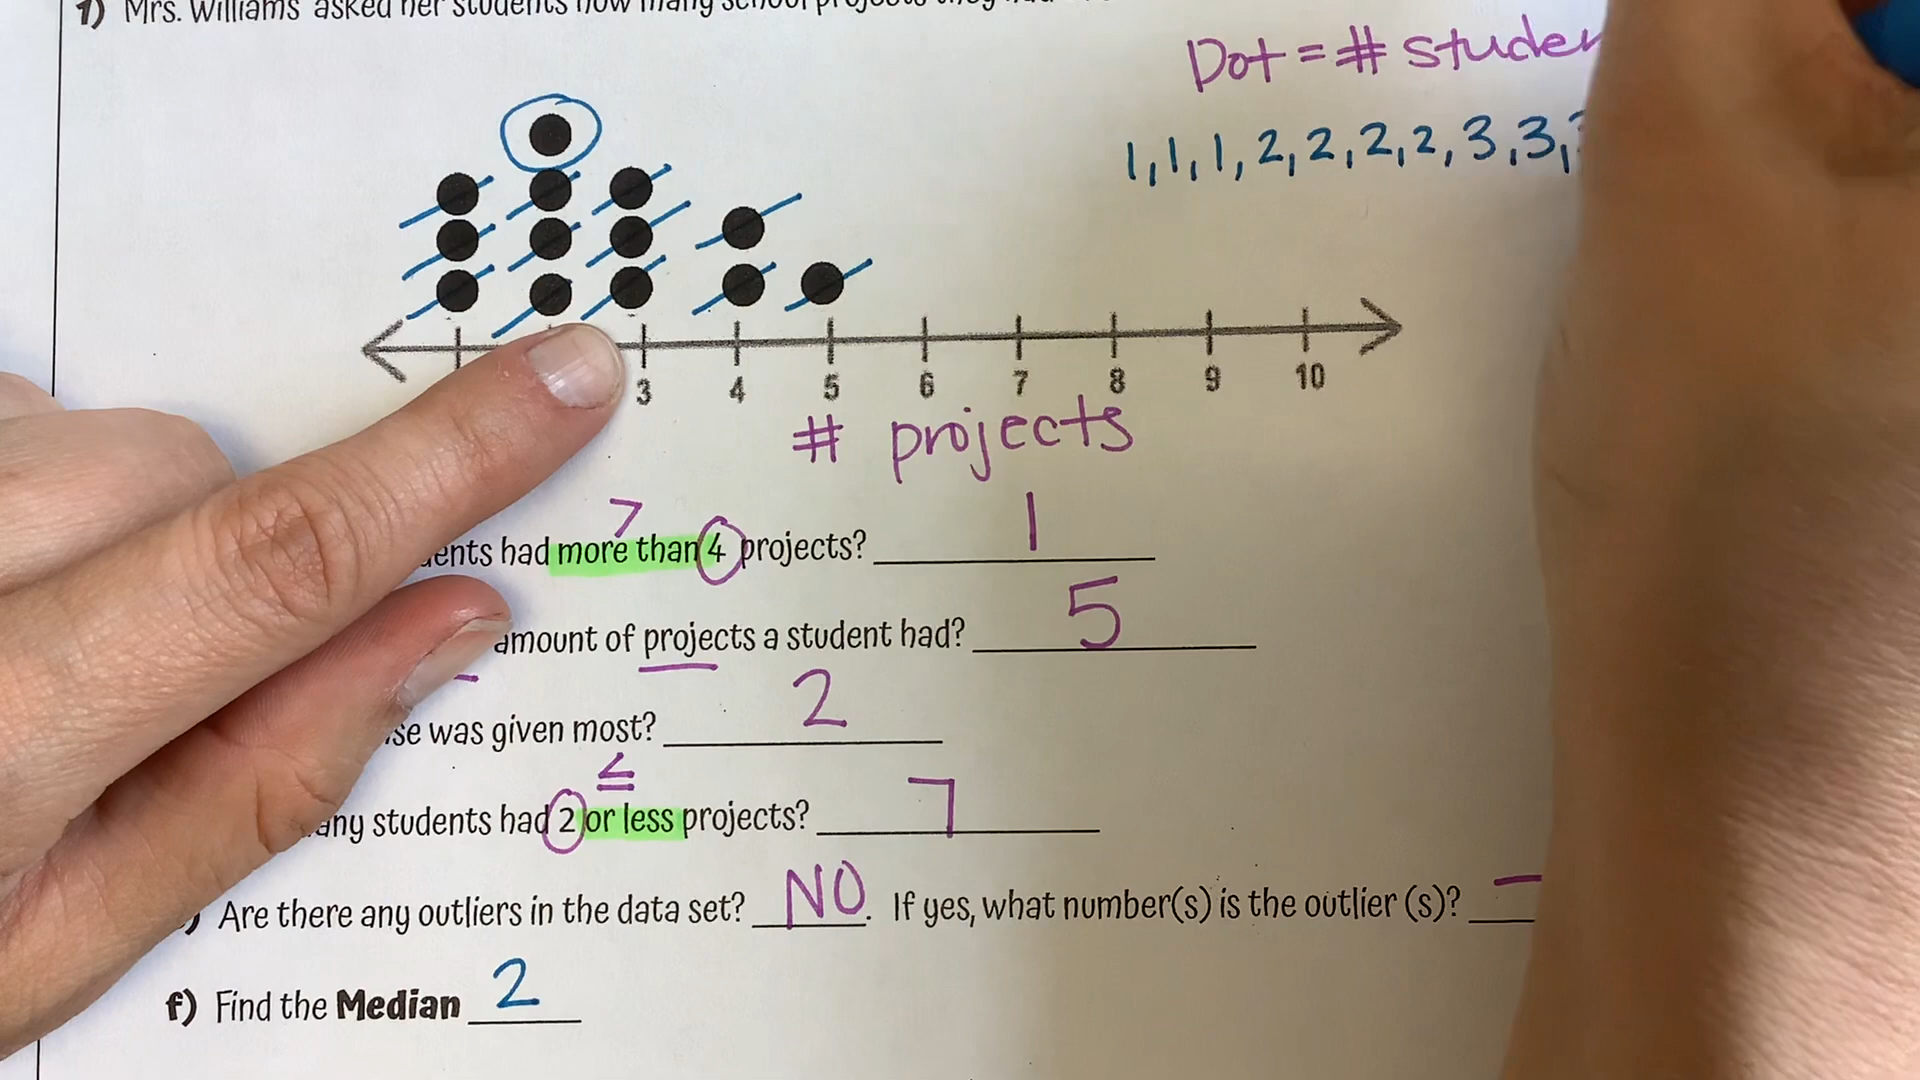 1) Mrs. Williams asked her students how many school projects they had
Dot = # studen
1,1,1,2,2,2,2,3,3,
3 4 5 6 7 8 9 10
# projects
>
ents had more than 4 projects? 1
amount of projects a student had? 5
se was given most? 2
≤
any students had 2 or less projects? 7
) Are there any outliers in the data set? NO. If yes, what number(s) is the outlier (s)? —
f) Find the Median 2